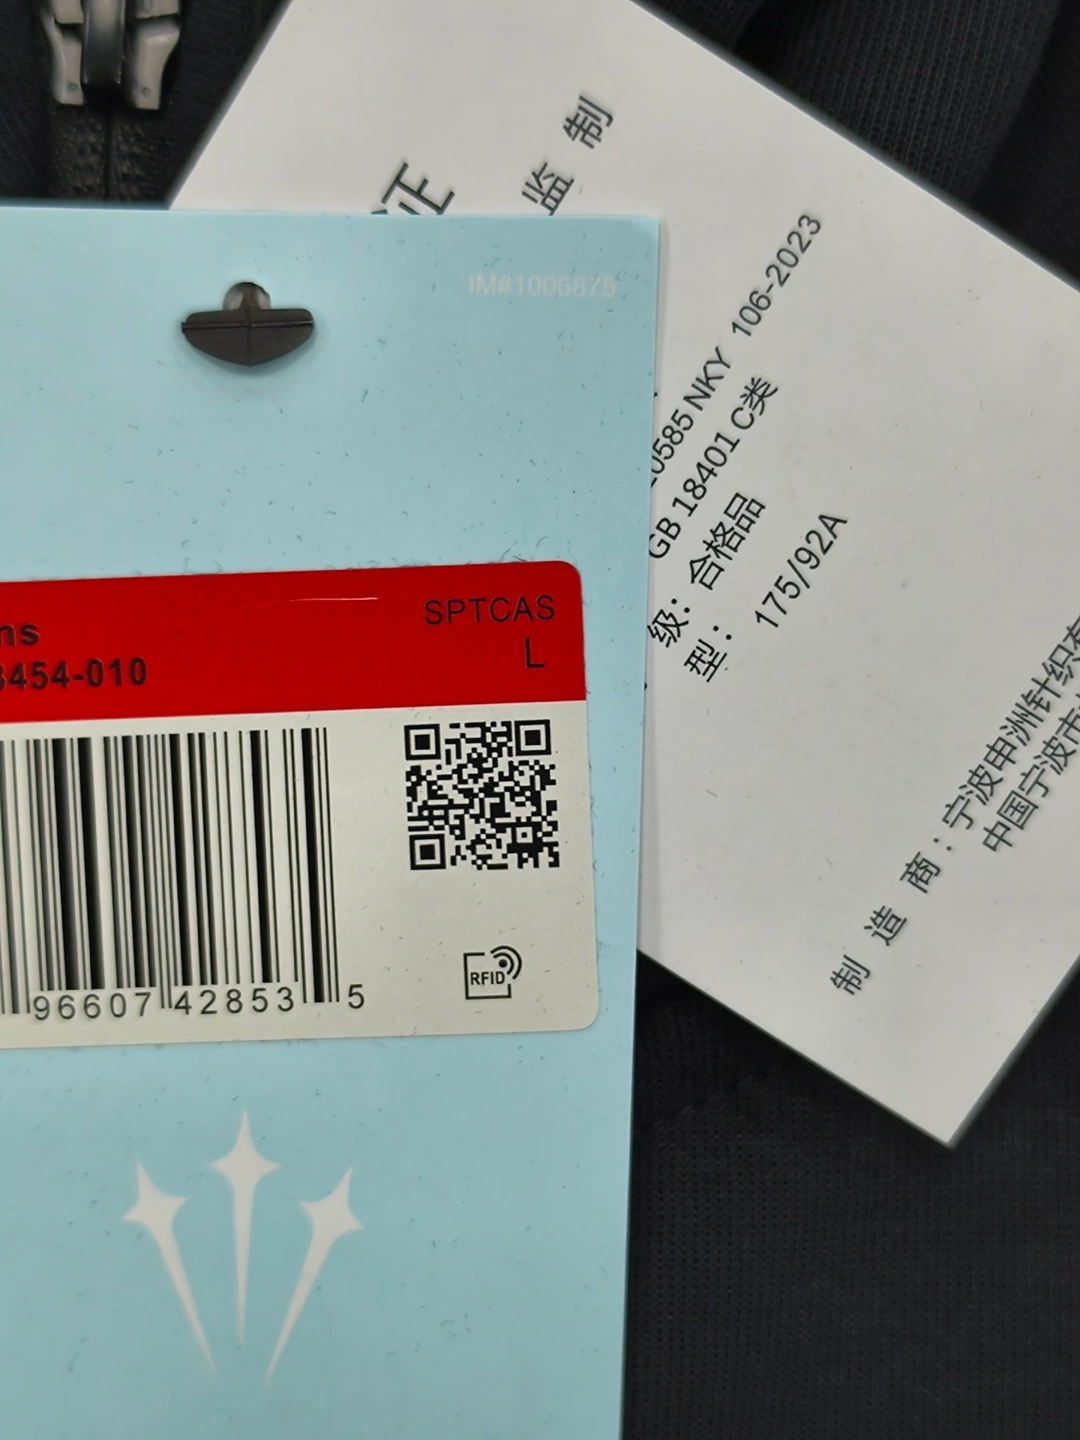 证
监制
IM#1006875
0585 NKY 106-2023
GB 18401 C类
级：合格品
型： 175/92A
制造商：宁波申洲针织有
中国宁波市
ns
SPTCAS
3454-010
L
96607 42853 5
RFID